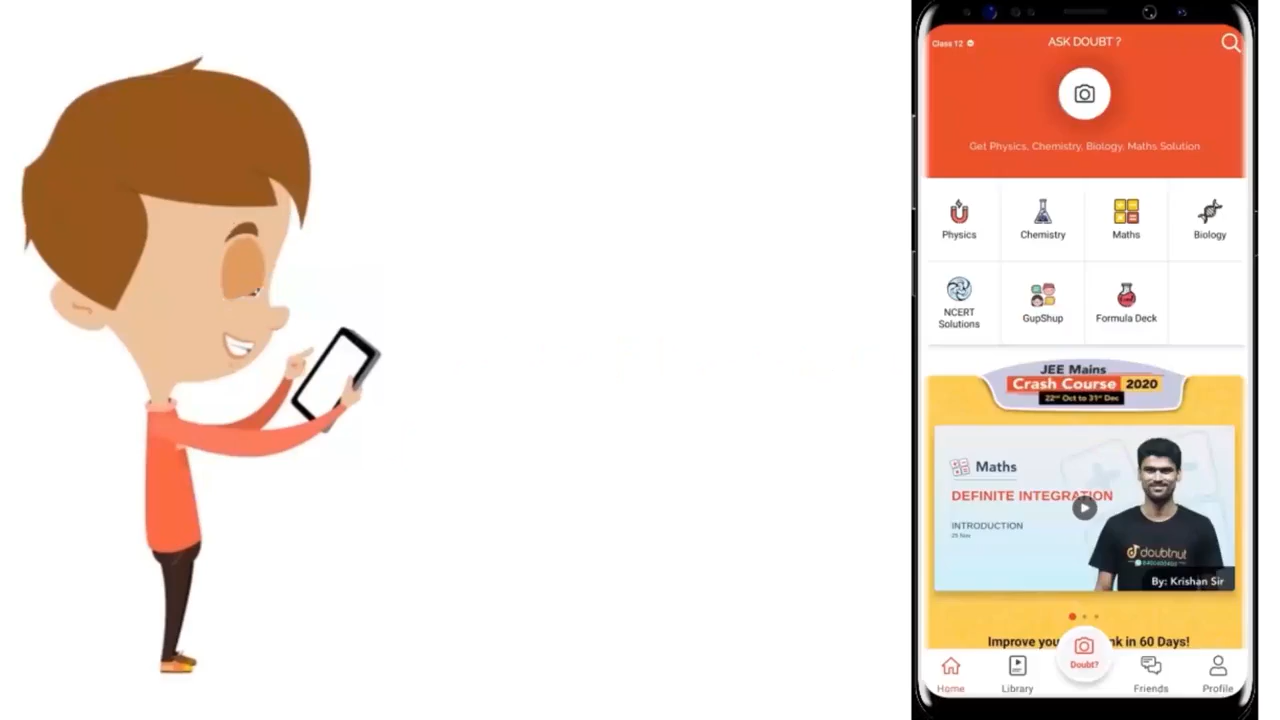 Class 12
ASK DOUBT ?
Get Physics, Chemistry, Biology, Maths Solution
Physics
Chemistry
Maths
Biology
NCERT
Solutions
GupShup
Formula Deck
JEE Mains
Crash Course 2020
22nd Oct to 31st Dec
Maths
DEFINITE INTEGRATION
INTRODUCTION
doubtnut
By: Krishan Sir
Improve you nk in 60 Days!
Doubt?
Home
Library
Friends
Profile